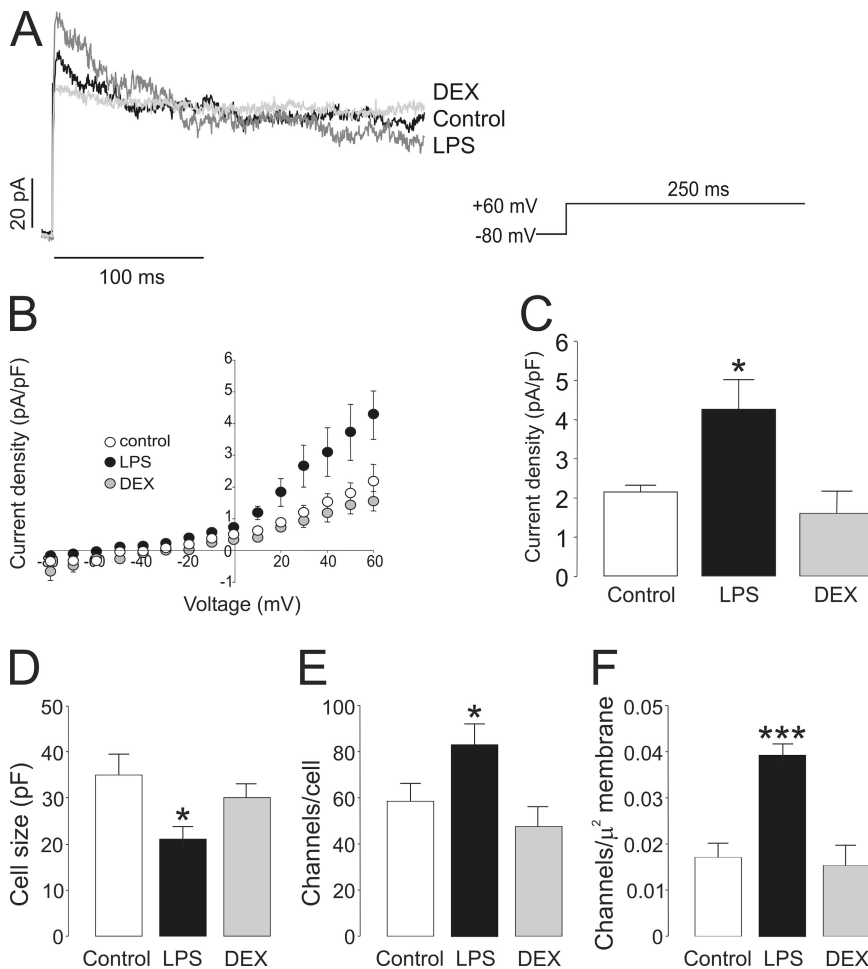 A
DEX
Control
LPS
20 pA
100 ms
250 ms
+60 mV
-80 mV
B
Current density (pA/pF)
6
5
4
3
2
1
0
-1
control
LPS
DEX
-20
20
40
60
Voltage (mV)
C
Current density (pA/pF)
6
5
4
3
2
1
0
*
Control LPS DEX
D
Cell size (pF)
50
40
30
20
10
0
*
Control LPS DEX
E
Channels/cell
100
80
60
40
20
0
*
Control LPS DEX
F
Channels/μ² membrane
0.05
0.04
0.03
0.02
0.01
0
***
Control LPS DEX